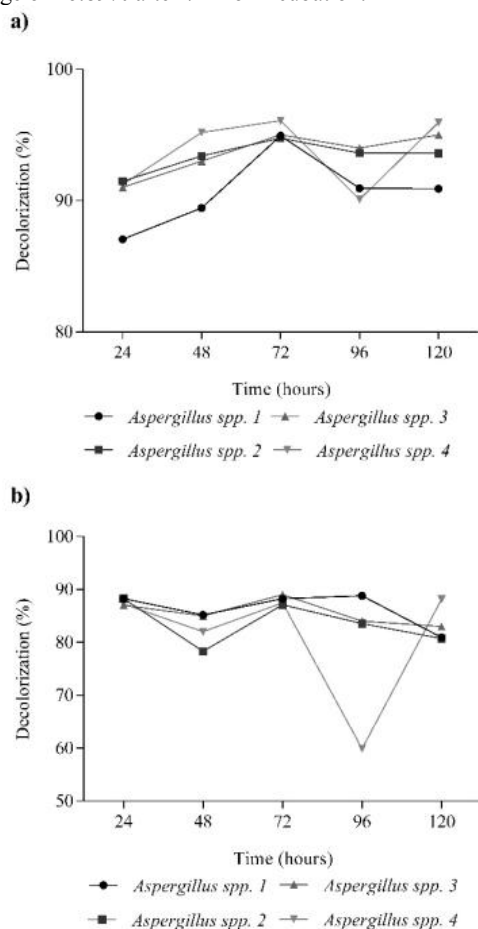 a)
100
90
80
Decolorization (%)
24 48 72 96 120
Time (hours)
Aspergillus spp. 1 Aspergillus spp. 3
Aspergillus spp. 2 Aspergillus spp. 4
b)
100
90
80
70
60
50
Decolorization (%)
24 48 72 96 120
Time (hours)
Aspergillus spp. 1 Aspergillus spp. 3
Aspergillus spp. 2 Aspergillus spp. 4